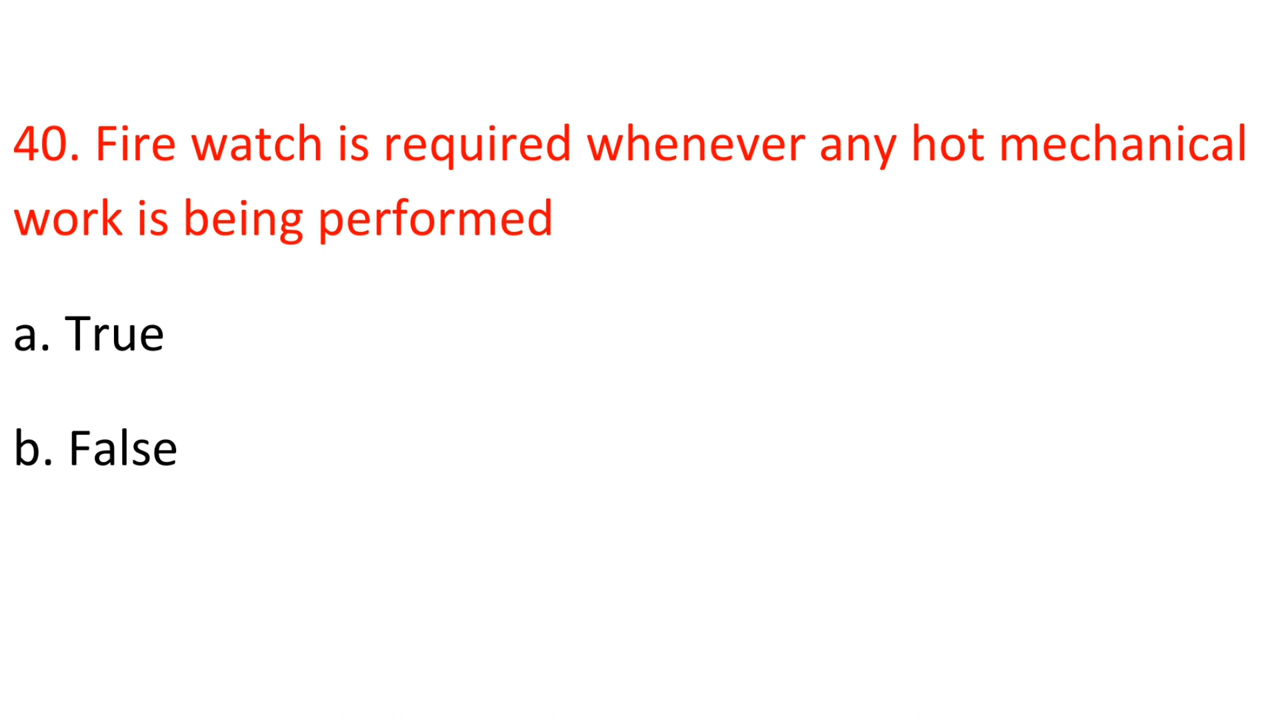 40. Fire watch is required whenever any hot mechanical
work is being performed
a. True
b. False